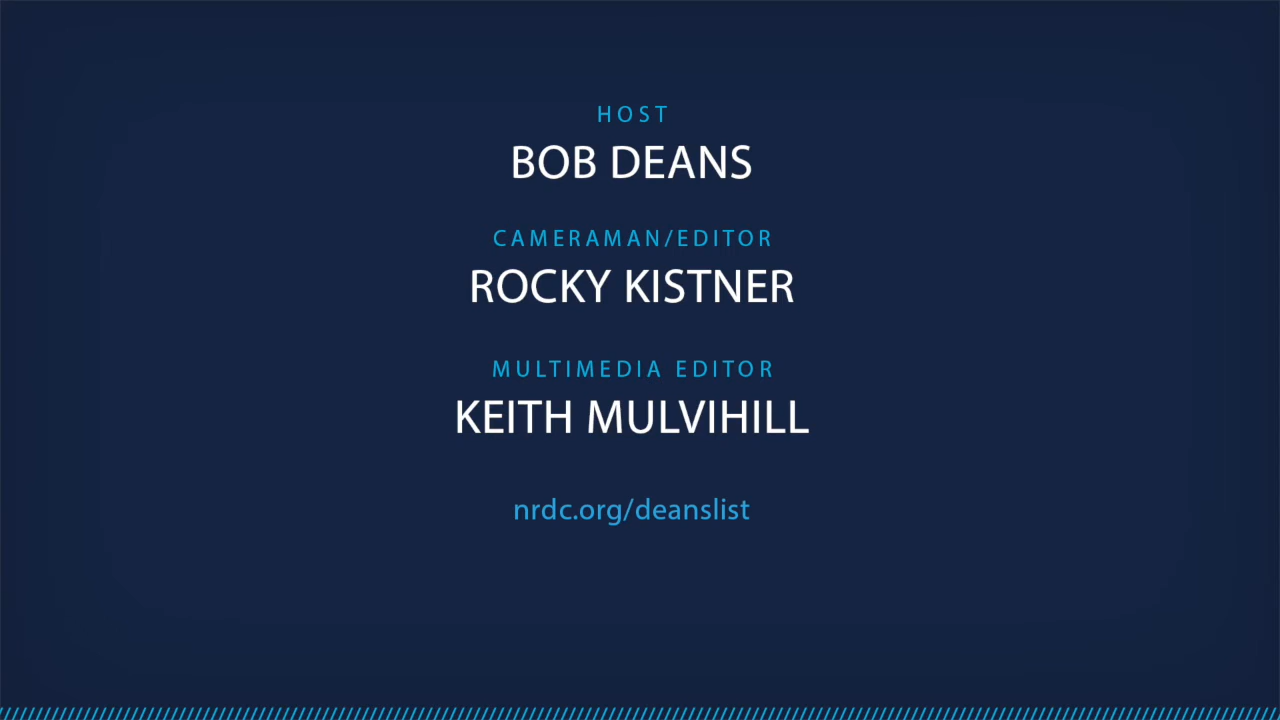 HOST
BOB DEANS
CAMERAMAN/EDITOR
ROCKY KISTNER
MULTIMEDIA EDITOR
KEITH MULVIHILL
nrdc.org/deanslist